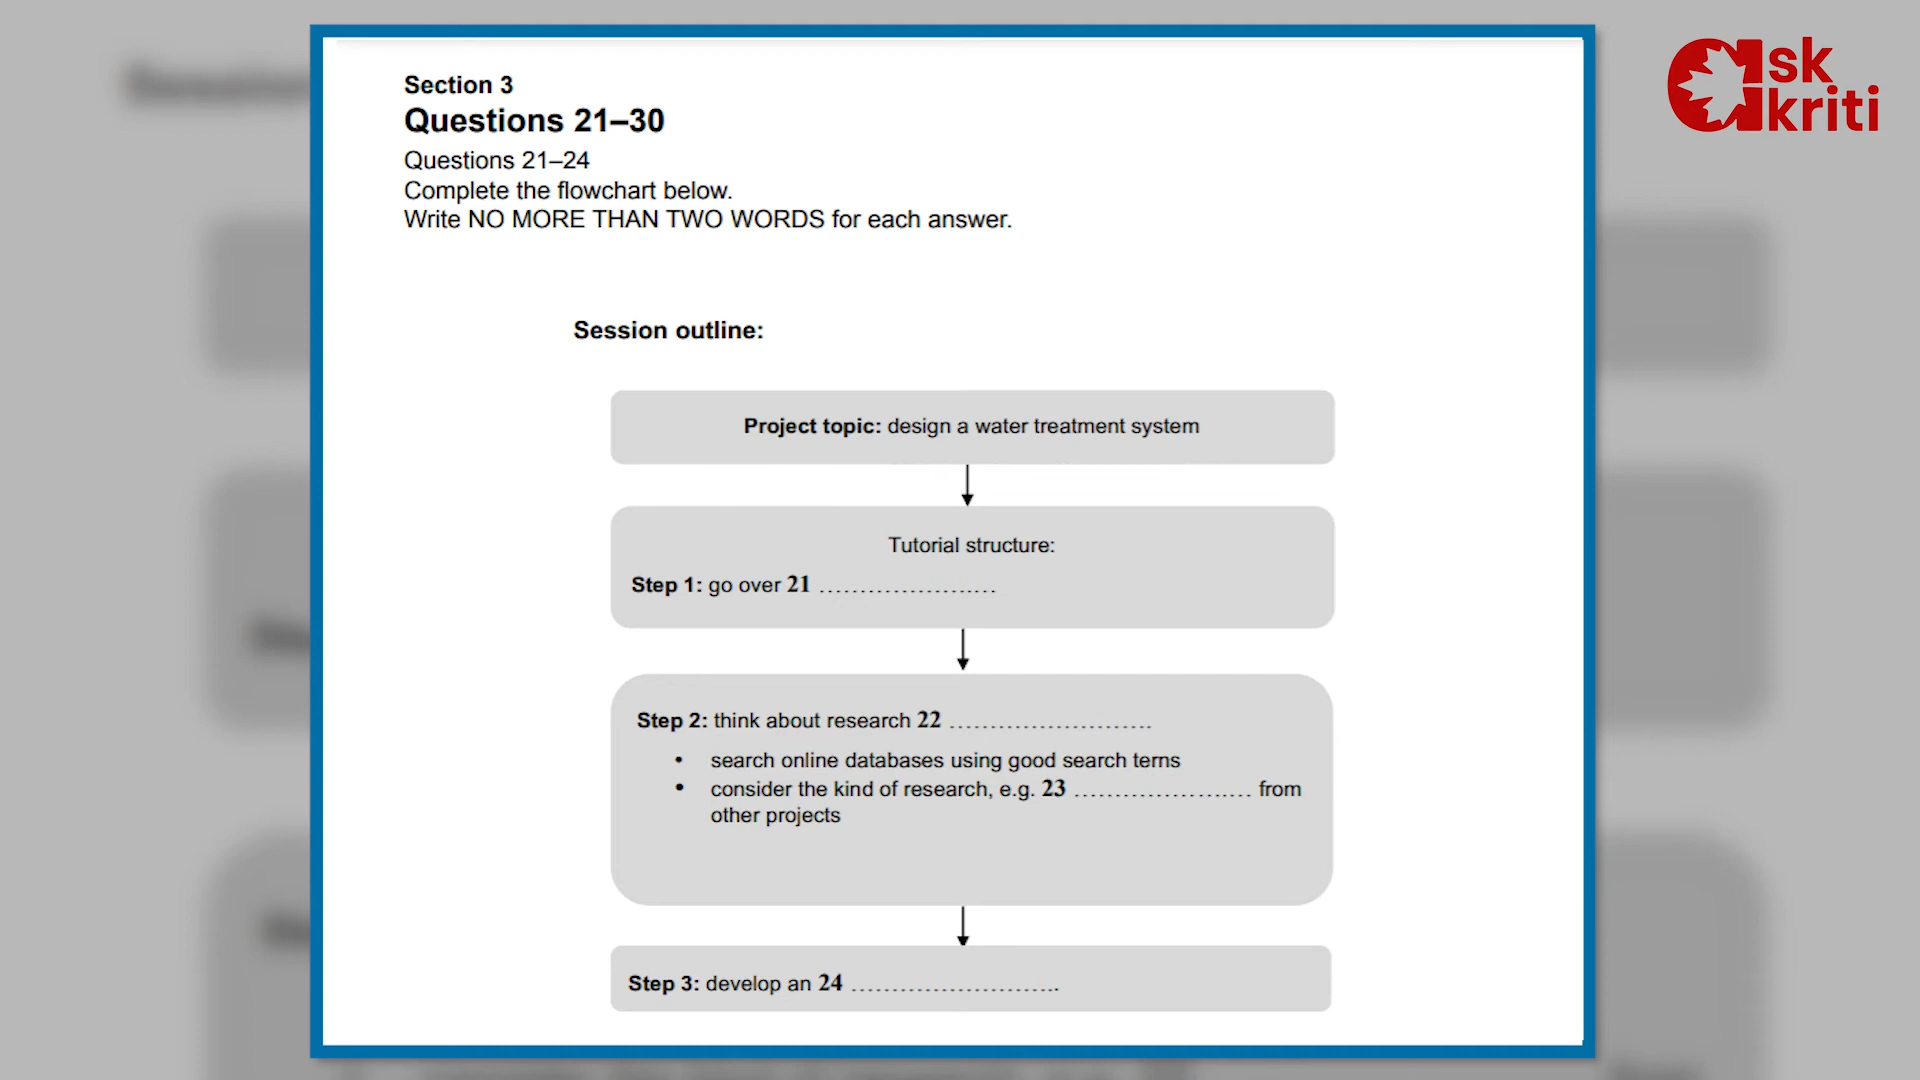 ask
kriti
Section 3
Questions 21–30
Questions 21–24
Complete the flowchart below.
Write NO MORE THAN TWO WORDS for each answer.
Session outline:
Project topic: design a water treatment system
Tutorial structure:
Step 1: go over 21 ........................
Step 2: think about research 22 ..........................
• search online databases using good search terns
• consider the kind of research, e.g. 23 ........................ from
other projects
Step 3: develop an 24 ..........................